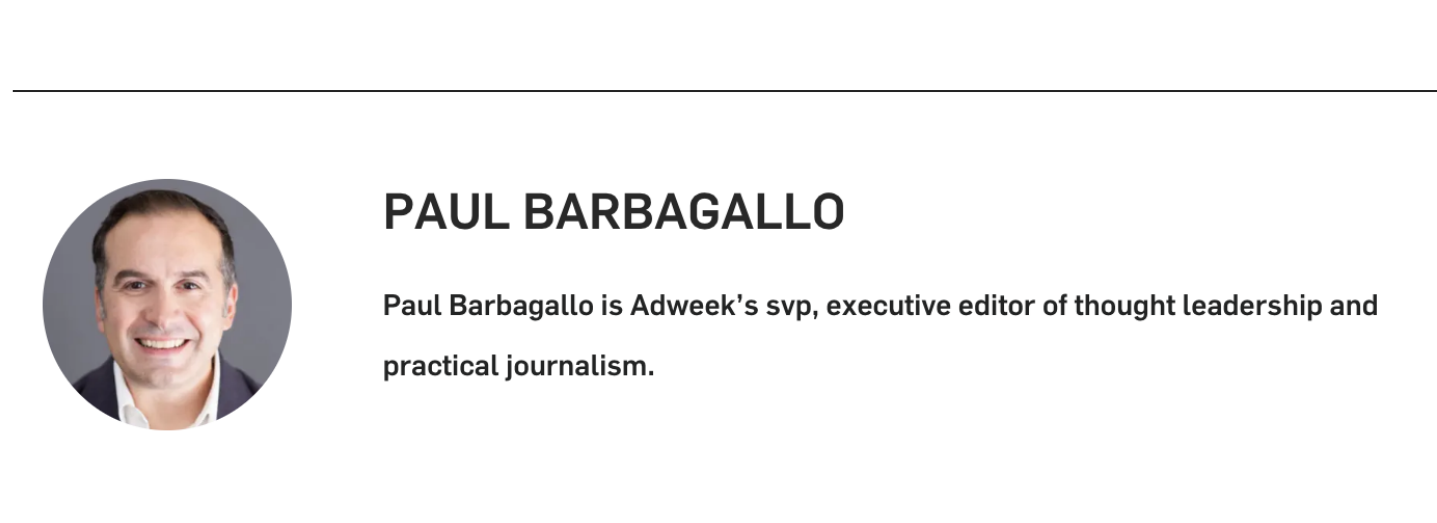 PAUL BARBAGALLO
Paul Barbagallo is Adweek’s svp, executive editor of thought leadership and
practical journalism.